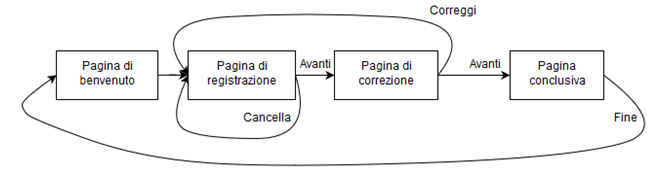 Correggi
Pagina di
benvenuto
Pagina di
registrazione
Avanti
Pagina di
correzione
Avanti
Pagina
conclusiva
Cancella
Fine